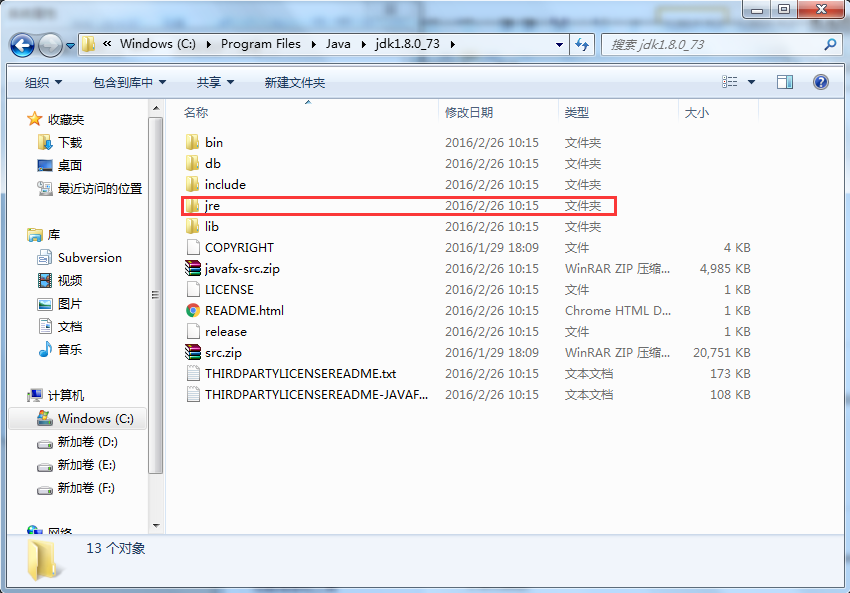 « Windows (C:) ▸ Program Files ▸ Java ▸ jdk1.8.0_73 ▸
搜索 jdk1.8.0_73
组织 包含到库中 共享 新建文件夹
名称 修改日期 类型 大小
收藏夹
下载
桌面
最近访问的位置
库
Subversion
视频
图片
文档
音乐
计算机
Windows (C:)
新加卷 (D:)
新加卷 (E:)
新加卷 (F:)
网络
bin 2016/2/26 10:15 文件夹
db 2016/2/26 10:15 文件夹
include 2016/2/26 10:15 文件夹
jre 2016/2/26 10:15 文件夹
lib 2016/2/26 10:15 文件夹
COPYRIGHT 2016/1/29 18:09 文件 4 KB
javafx-src.zip 2016/2/26 10:15 WinRAR ZIP 压缩... 4,985 KB
LICENSE 2016/2/26 10:15 文件 1 KB
README.html 2016/2/26 10:15 Chrome HTML D... 1 KB
release 2016/2/26 10:15 文件 1 KB
src.zip 2016/1/29 18:09 WinRAR ZIP 压缩... 20,751 KB
THIRDPARTYLICENSEREADME.txt 2016/2/26 10:15 文本文档 173 KB
THIRDPARTYLICENSEREADME-JAVAF... 2016/2/26 10:15 文本文档 108 KB
13 个对象